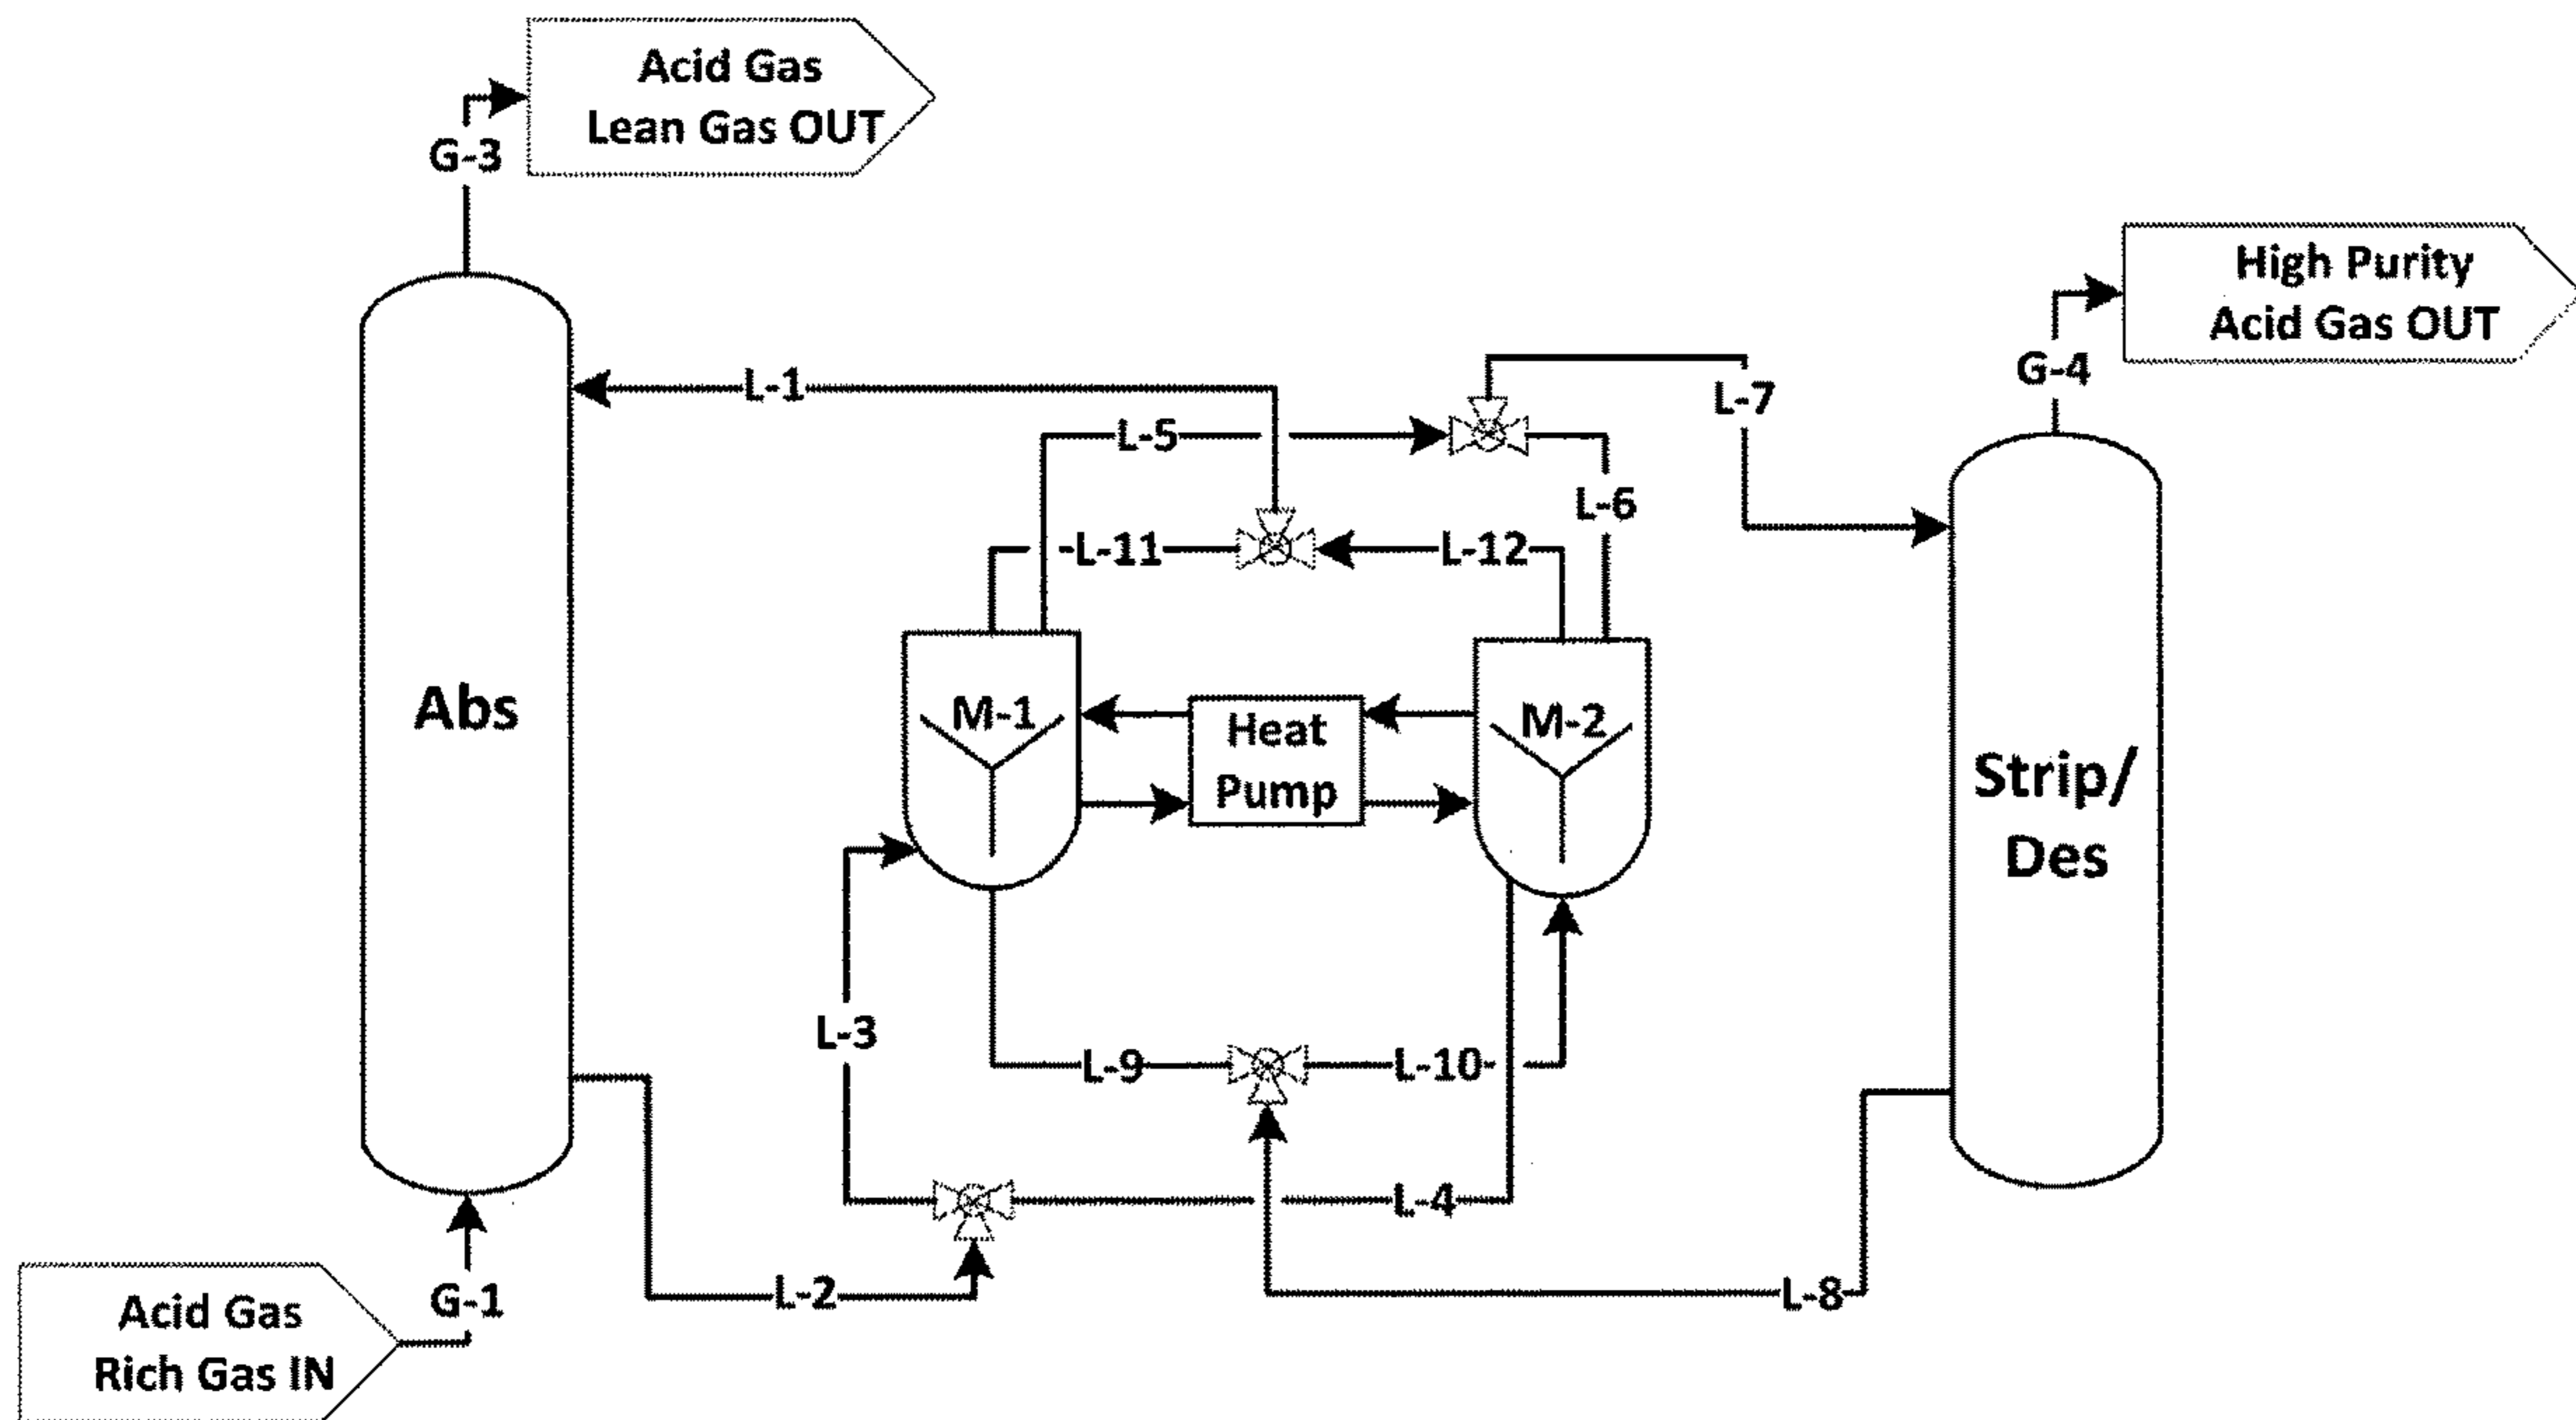 Acid Gas
Lean Gas OUT
G-3
High Purity
Acid Gas OUT
G-4
L-1
L-7
L-5
L-6
L-11
L-12
Abs
M-1
Heat
Pump
M-2
Strip/
Des
L-3
L-9
L-10
L-4
L-2
L-8
G-1
Acid Gas
Rich Gas IN